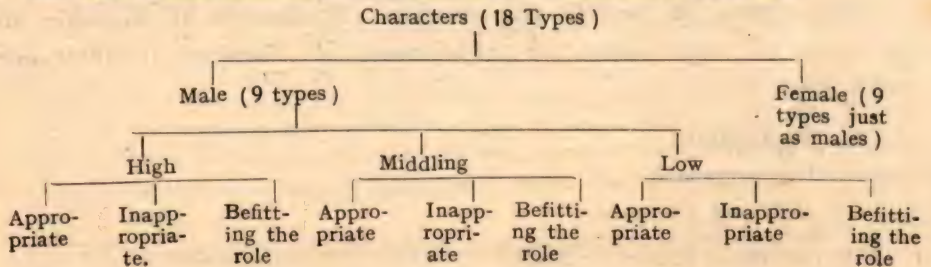 Characters ( 18 Types )
Male ( 9 types )
Female ( 9
types just
as males )
High
Middling
Low
Appro-
priate
Inapp-
ropria-
te.
Befitt-
ing the
role
Appro-
priate
Inapp-
ropri-
ate
Befitti-
ng the
role
Appro-
priate
Inappro-
priate
Befitti-
ing the
role